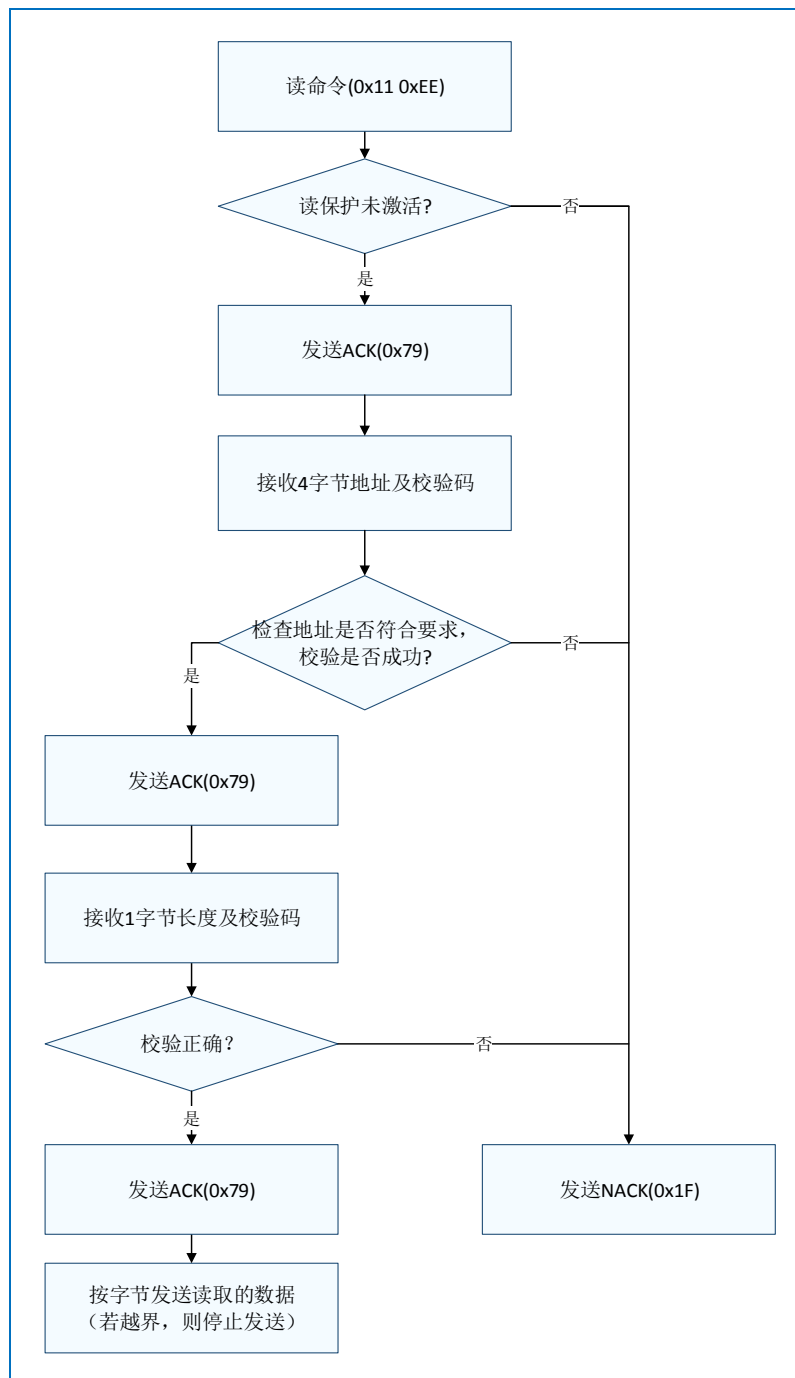 读命令(0x11 0xEE)
读保护未激活?
否
是
发送ACK(0x79)
接收4字节地址及校验码
检查地址是否符合要求，
校验是否成功?
否
是
发送ACK(0x79)
接收1字节长度及校验码
校验正确？
否
是
发送ACK(0x79)
发送NACK(0x1F)
按字节发送读取的数据
（若越界，则停止发送）